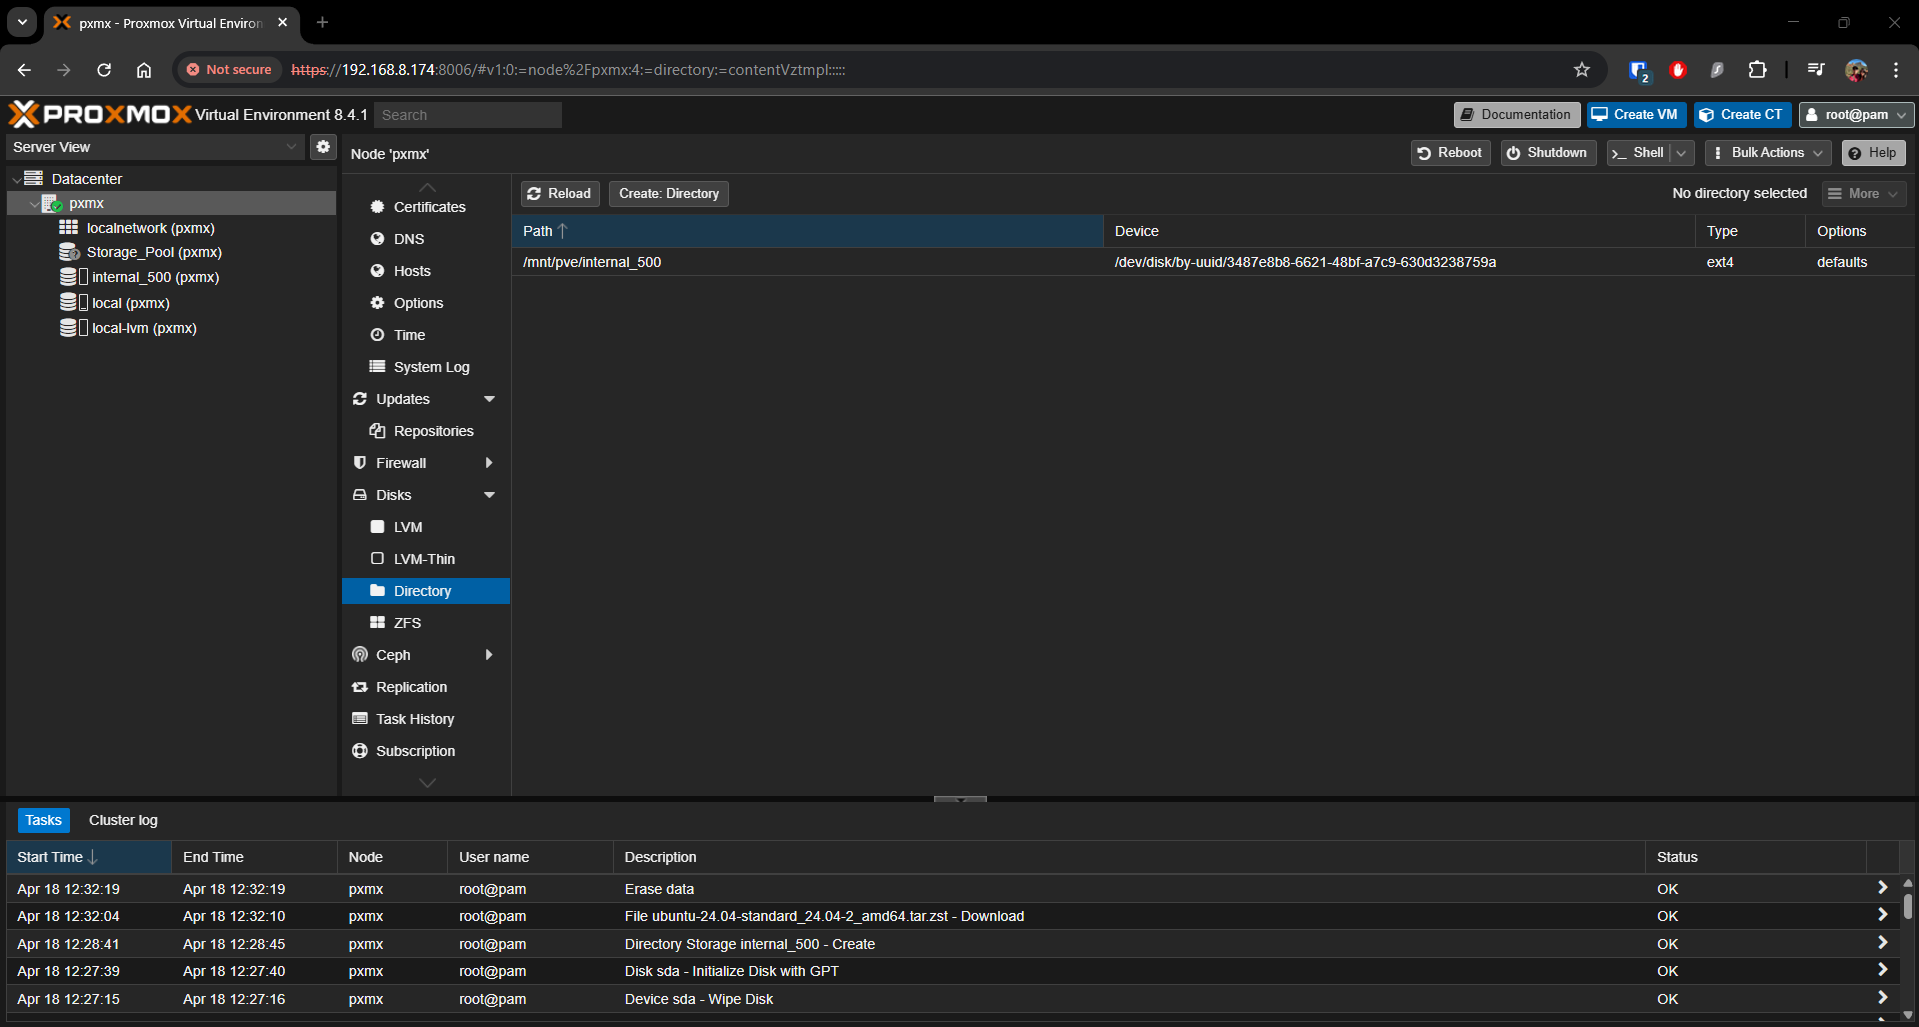 pxmx - Proxmox Virtual Environ
Not secure https://192.168.8.174:8006/#v1:0:=node%2Fpxmx:4:=directory:=contentVztmpl:::::
2
PROXMOX Virtual Environment 8.4.1 Search Documentation Create VM Create CT root@pam
Server View
Node 'pxmx' Reboot Shutdown Shell Bulk Actions Help
Datacenter
pxmx
localnetwork (pxmx)
Storage_Pool (pxmx)
internal_500 (pxmx)
local (pxmx)
local-lvm (pxmx)
Certificates
DNS
Hosts
Options
Time
System Log
Updates
Repositories
Firewall
Disks
LVM
LVM-Thin
Directory
ZFS
Ceph
Replication
Task History
Subscription
Reload Create: Directory No directory selected More
Path Device Type Options
/mnt/pve/internal_500 /dev/disk/by-uuid/3487e8b8-6621-48bf-a7c9-630d3238759a ext4 defaults
Tasks Cluster log
Start Time End Time Node User name Description Status
Apr 18 12:32:19 Apr 18 12:32:19 pxmx root@pam Erase data OK
Apr 18 12:32:04 Apr 18 12:32:10 pxmx root@pam File ubuntu-24.04-standard_24.04-2_amd64.tar.zst - Download OK
Apr 18 12:28:41 Apr 18 12:28:45 pxmx root@pam Directory Storage internal_500 - Create OK
Apr 18 12:27:39 Apr 18 12:27:40 pxmx root@pam Disk sda - Initialize Disk with GPT OK
Apr 18 12:27:15 Apr 18 12:27:16 pxmx root@pam Device sda - Wipe Disk OK